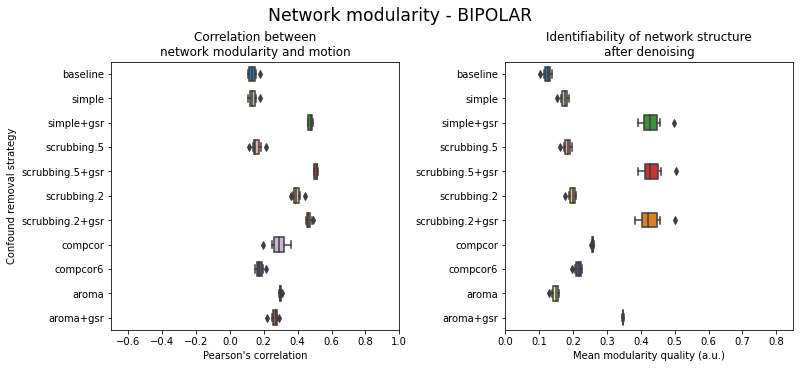 Network modularity - BIPOLAR
Correlation between
network modularity and motion
Confound removal strategy
baseline
simple
simple+gsr
scrubbing.5
scrubbing.5+gsr
scrubbing.2
scrubbing.2+gsr
compcor
compcor6
aroma
aroma+gsr
−0.6 −0.4 −0.2 0.0 0.2 0.4 0.6 0.8 1.0
Pearson's correlation
Identifiability of network structure
after denoising
baseline
simple
simple+gsr
scrubbing.5
scrubbing.5+gsr
scrubbing.2
scrubbing.2+gsr
compcor
compcor6
aroma
aroma+gsr
0.0 0.1 0.2 0.3 0.4 0.5 0.6 0.7 0.8
Mean modularity quality (a.u.)